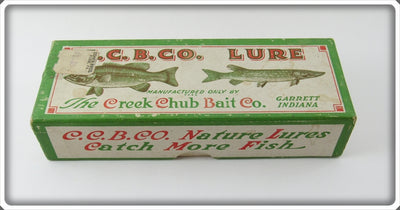 .C.B.CO. LURE
MANUFACTURED ONLY BY
The Creek Chub Bait Co.
GARRETT
INDIANA
C.C.B.CO. Nature Lures
Catch More Fish